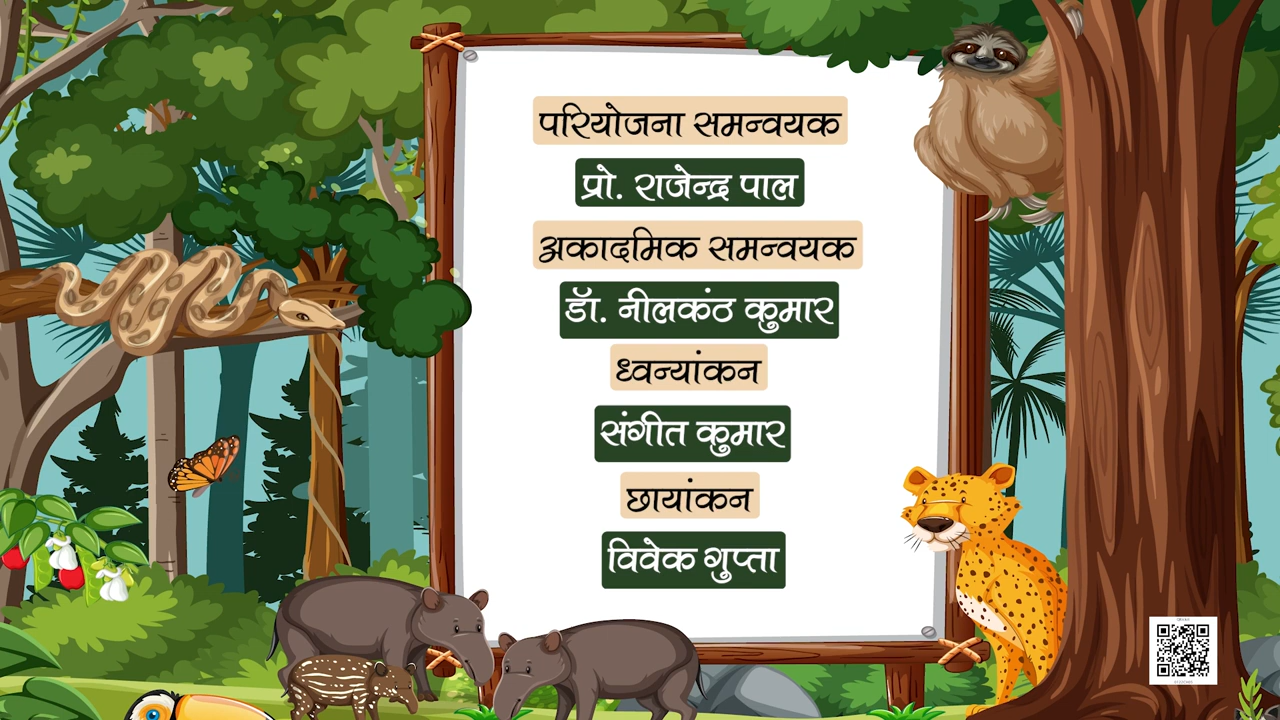 परियोजना समन्वयक
प्रो. राजेन्द्र पाल
अकादमिक समन्वयक
डॉ. नीलकंठ कुमार
ध्वन्यांकन
संगीत कुमार
छायांकन
विवेक गुप्ता